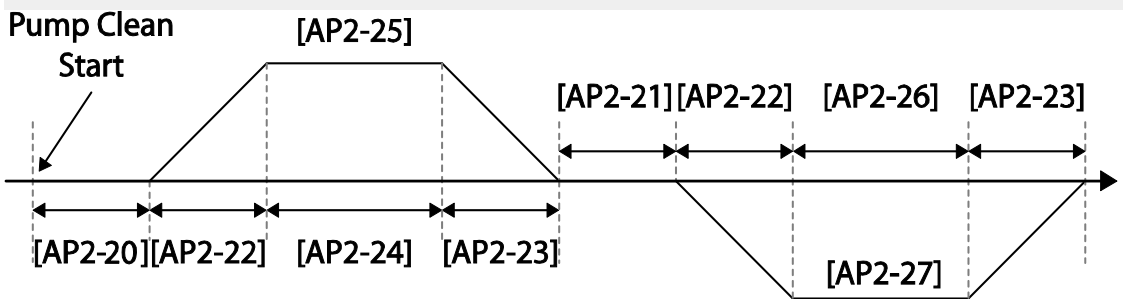 Pump Clean
Start
[AP2-25]
[AP2-21] [AP2-22] [AP2-26] [AP2-23]
[AP2-20] [AP2-22] [AP2-24] [AP2-23]
[AP2-27]